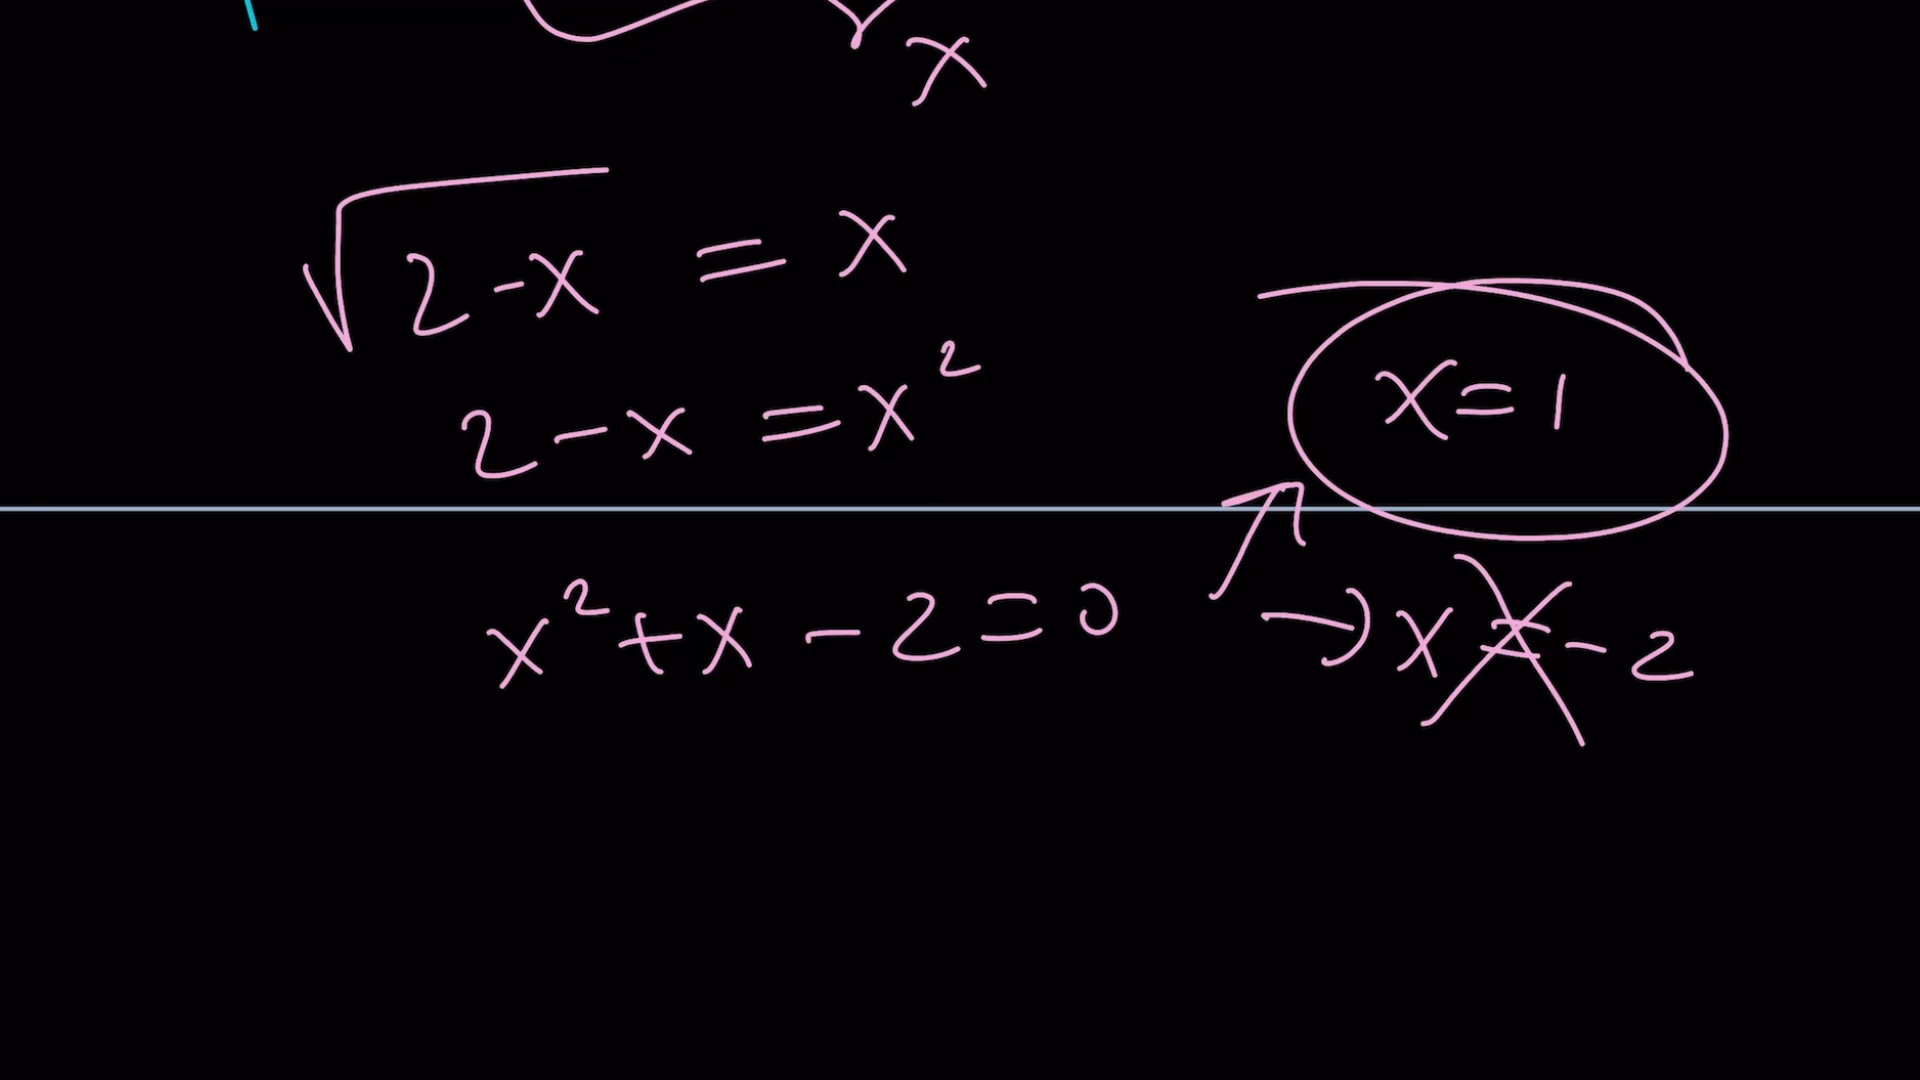 x
√2-x = x
2-x = x²
x=1
x²+x-2=0 → x=-2